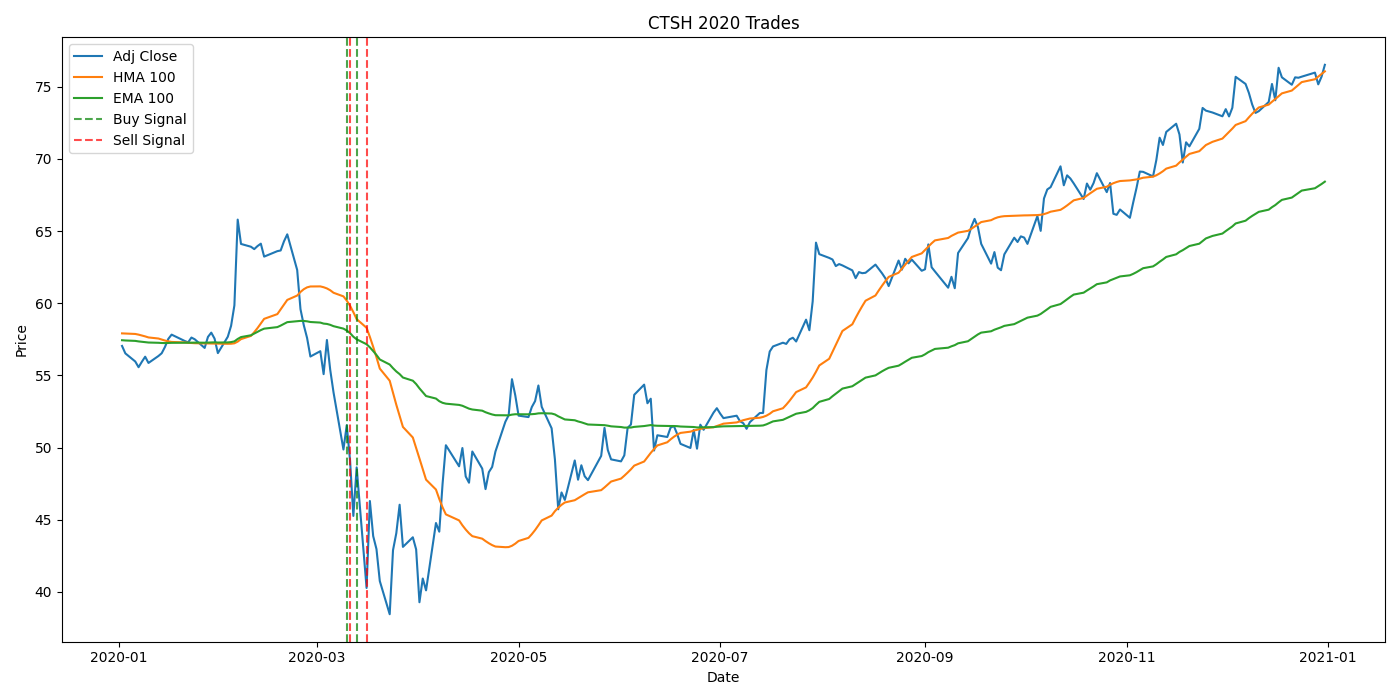 CTSH 2020 Trades
Adj Close
HMA 100
EMA 100
Buy Signal
Sell Signal
Price
75
70
65
60
55
50
45
40
2020-01
2020-03
2020-05
2020-07
2020-09
2020-11
2021-01
Date